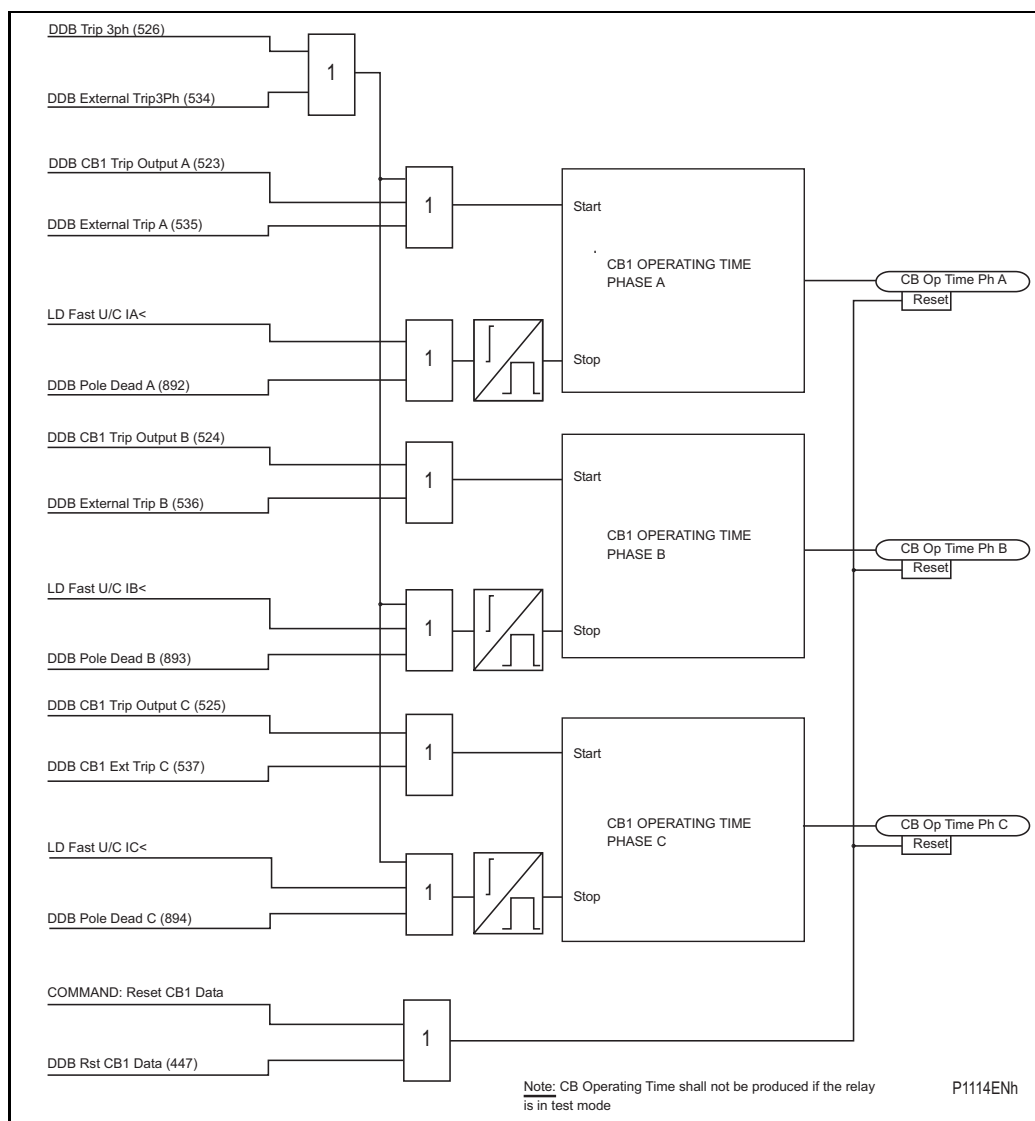 DDB Trip 3ph (526)
1
DDB External Trip3Ph (534)
DDB CB1 Trip Output A (523)
1
DDB External Trip A (535)
Start
CB1 OPERATING TIME
PHASE A
CB Op Time Ph A
Reset
LD Fast U/C IA<
1
Stop
DDB Pole Dead A (892)
DDB CB1 Trip Output B (524)
1
Start
DDB External Trip B (536)
CB1 OPERATING TIME
PHASE B
CB Op Time Ph B
Reset
LD Fast U/C IB<
1
Stop
DDB Pole Dead B (893)
DDB CB1 Trip Output C (525)
1
Start
DDB CB1 Ext Trip C (537)
CB1 OPERATING TIME
PHASE C
CB Op Time Ph C
Reset
LD Fast U/C IC<
1
Stop
DDB Pole Dead C (894)
COMMAND: Reset CB1 Data
1
DDB Rst CB1 Data (447)
Note: CB Operating Time shall not be produced if the relay
is in test mode
P1114ENh